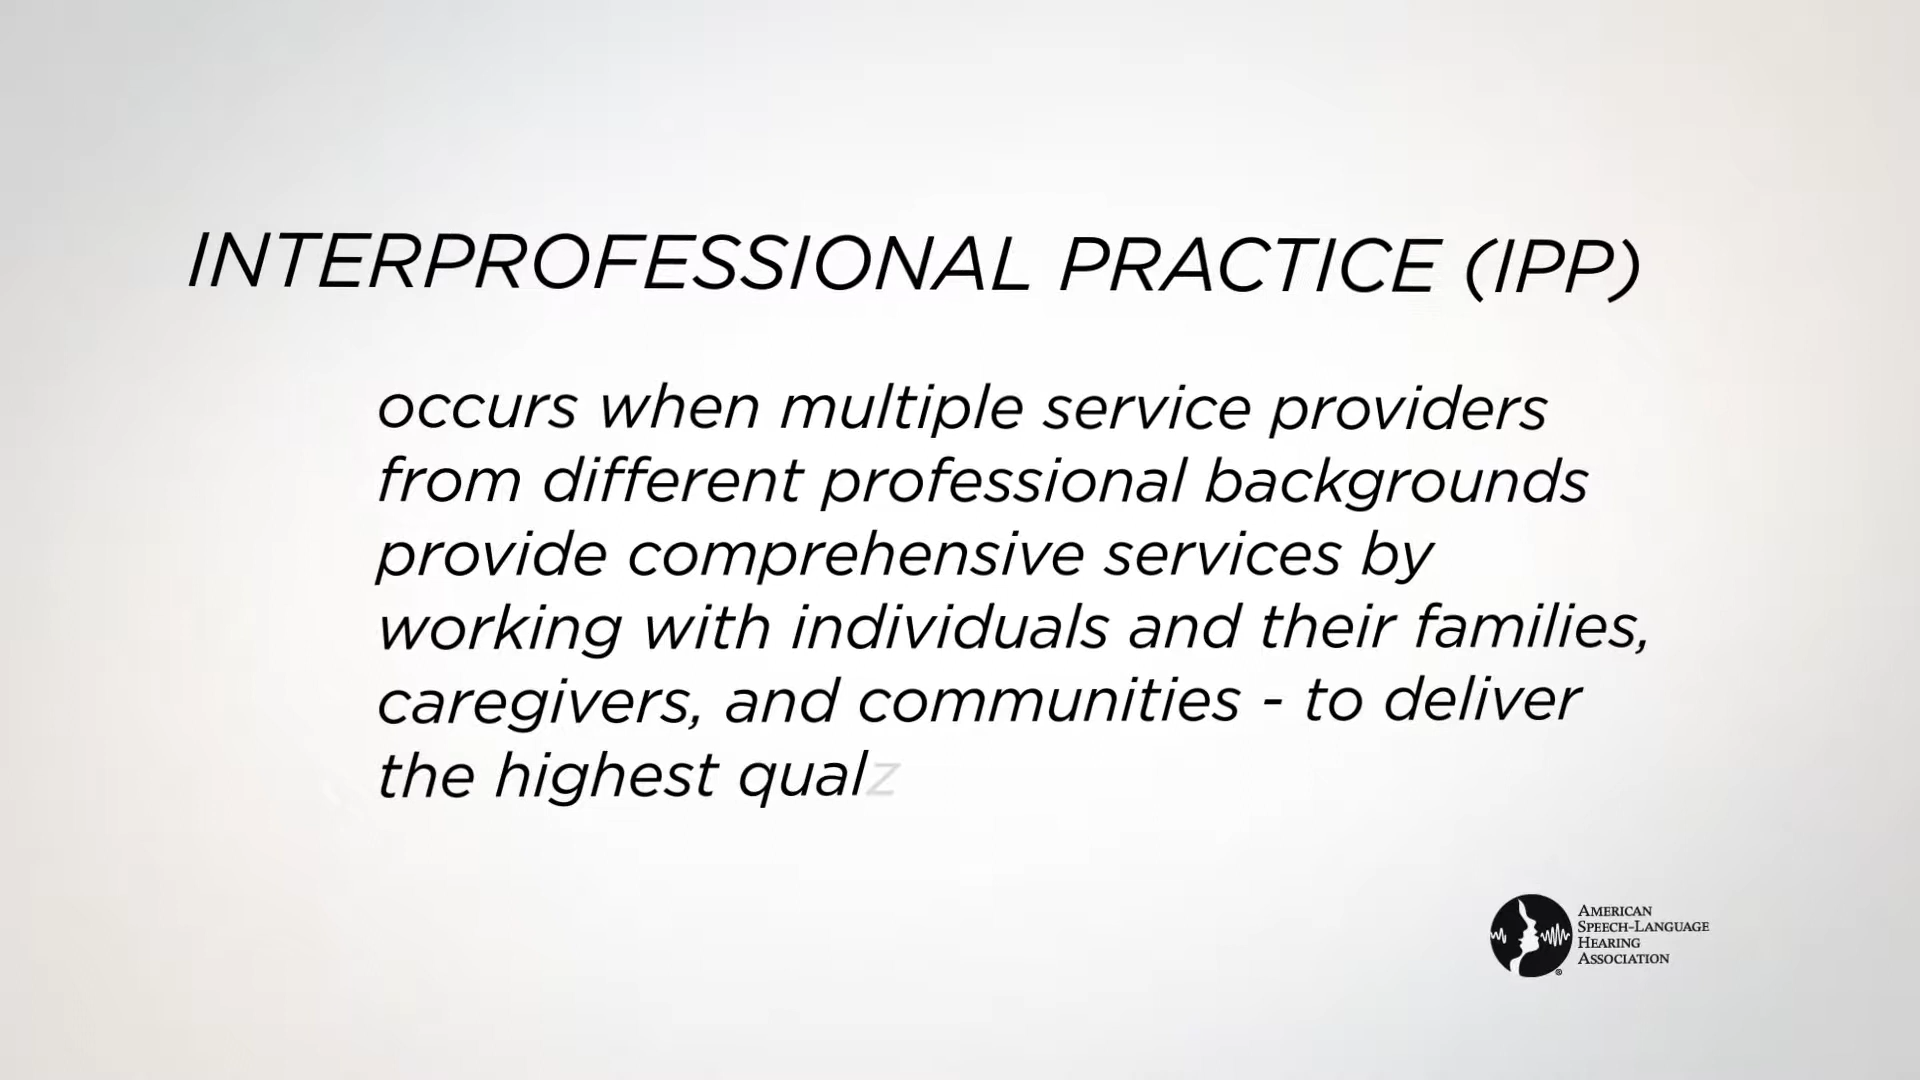 INTERPROFESSIONAL PRACTICE (IPP)
occurs when multiple service providers
from different professional backgrounds
provide comprehensive services by
working with individuals and their families,
caregivers, and communities - to deliver
the highest qualz
AMERICAN
SPEECH-LANGUAGE
HEARING
ASSOCIATION
®